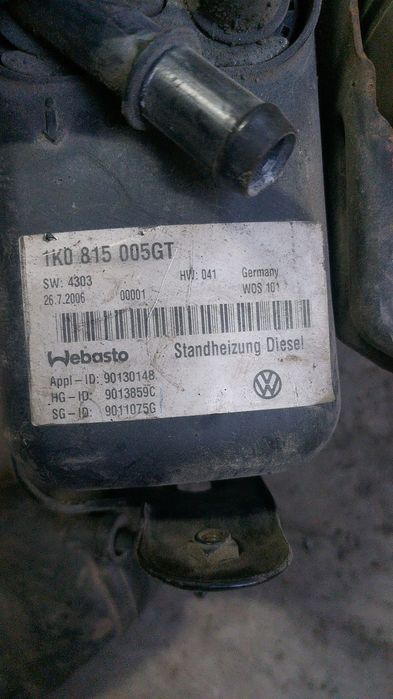 1K0 815 005GT
SW: 4303 HW: 041 Germany
26.7.2006 00001 WOS 101
Webasto Standheizung Diesel
Appl-ID: 9013014B
HG-ID: 9013859C
SG-ID: 9011075G